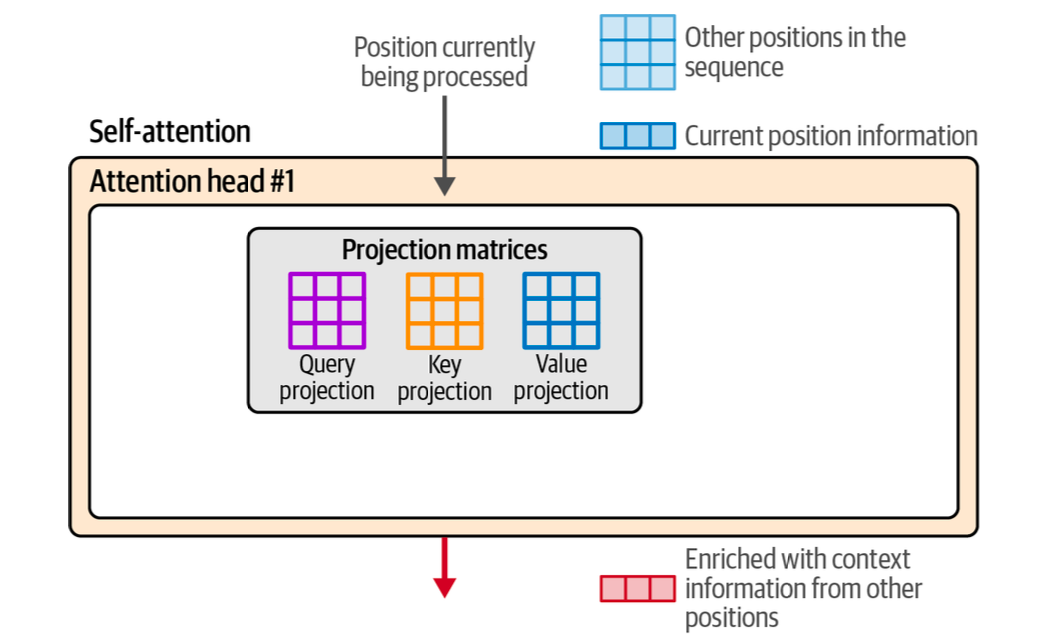 Position currently
being processed
Other positions in the
sequence
Current position information
Self-attention
Attention head #1
Projection matrices
Query
projection
Key
projection
Value
projection
Enriched with context
information from other
positions